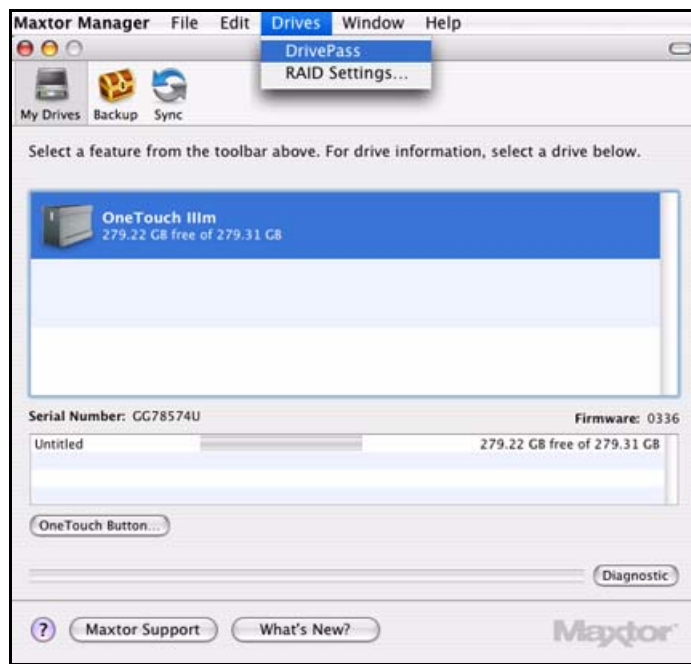 Maxtor Manager File Edit Drives Window Help
DrivePass
RAID Settings...
My Drives Backup Sync
Select a feature from the toolbar above. For drive information, select a drive below.
OneTouch IIIm
279.22 GB free of 279.31 GB
Serial Number: GG78574U Firmware: 0336
Untitled 279.22 GB free of 279.31 GB
OneTouch Button...
Diagnostic
? Maxtor Support What's New? Maxtor